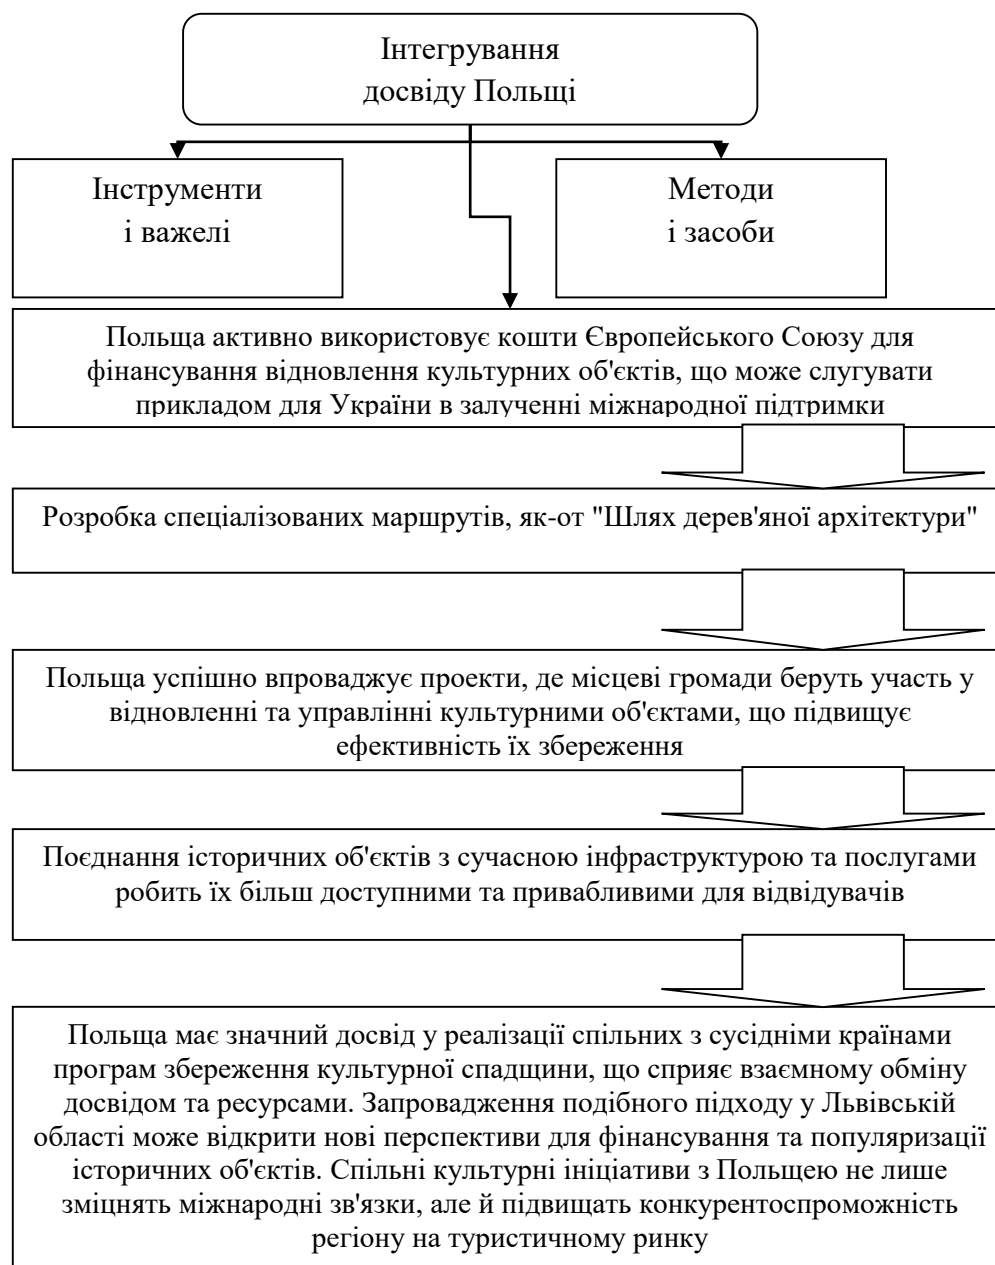 Інтегрування
досвіду Польщі
Інструменти
і важелі
Методи
і засоби
Польща активно використовує кошти Європейського Союзу для
фінансування відновлення культурних об'єктів, що може слугувати
прикладом для України в залученні міжнародної підтримки
Розробка спеціалізованих маршрутів, як-от "Шлях дерев'яної архітектури"
Польща успішно впроваджує проекти, де місцеві громади беруть участь у
відновленні та управлінні культурними об'єктами, що підвищує
ефективність їх збереження
Поєднання історичних об'єктів з сучасною інфраструктурою та послугами
робить їх більш доступними та привабливими для відвідувачів
Польща має значний досвід у реалізації спільних з сусідніми країнами
програм збереження культурної спадщини, що сприяє взаємному обміну
досвідом та ресурсами. Запровадження подібного підходу у Львівській
області може відкрити нові перспективи для фінансування та популяризації
історичних об'єктів. Спільні культурні ініціативи з Польщею не лише
зміцнять міжнародні зв'язки, але й підвищать конкурентоспроможність
регіону на туристичному ринку